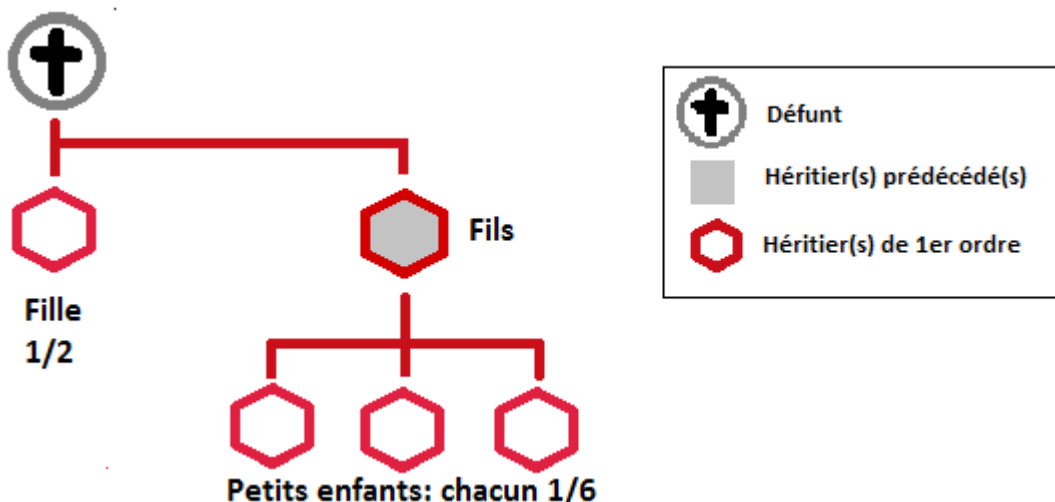 Défunt
Héritier(s) prédécédé(s)
Héritier(s) de 1er ordre
Fils
Fille
1/2
Petits enfants: chacun 1/6